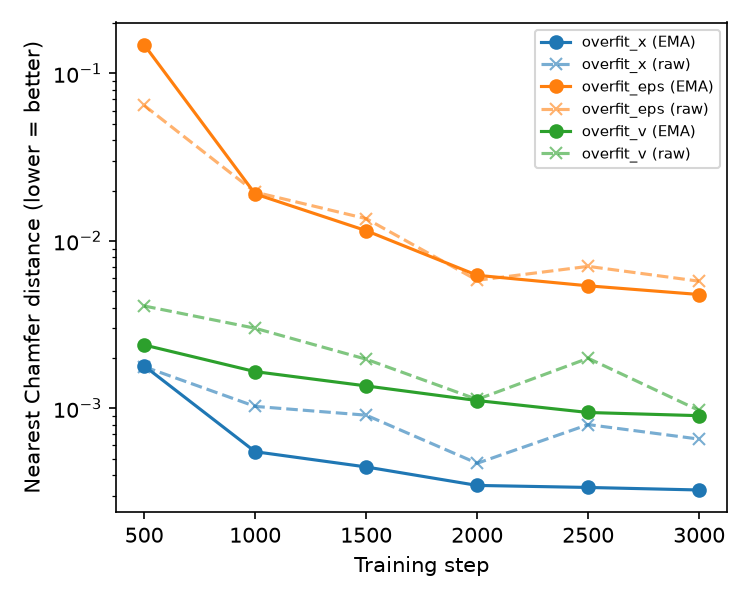 Nearest Chamfer distance (lower = better)
10⁻¹
10⁻²
10⁻³
overfit_x (EMA)
overfit_x (raw)
overfit_eps (EMA)
overfit_eps (raw)
overfit_v (EMA)
overfit_v (raw)
500 1000 1500 2000 2500 3000
Training step